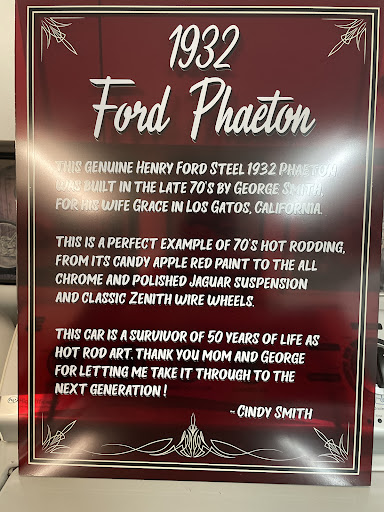 1932
Ford Phaeton
THIS GENUINE HENRY FORD STEEL 1932 PHAETON
WAS BUILT IN THE LATE 70'S BY GEORGE SMITH,
FOR HIS WIFE GRACE IN LOS GATOS, CALIFORNIA.
THIS IS A PERFECT EXAMPLE OF 70'S HOT RODDING,
FROM ITS CANDY APPLE RED PAINT TO THE ALL
CHROME AND POLISHED JAGUAR SUSPENSION
AND CLASSIC ZENITH WIRE WHEELS.
THIS CAR IS A SURVIVOR OF 50 YEARS OF LIFE AS
HOT ROD ART. THANK YOU MOM AND GEORGE
FOR LETTING ME TAKE IT THROUGH TO THE
NEXT GENERATION!
- CINDY SMITH